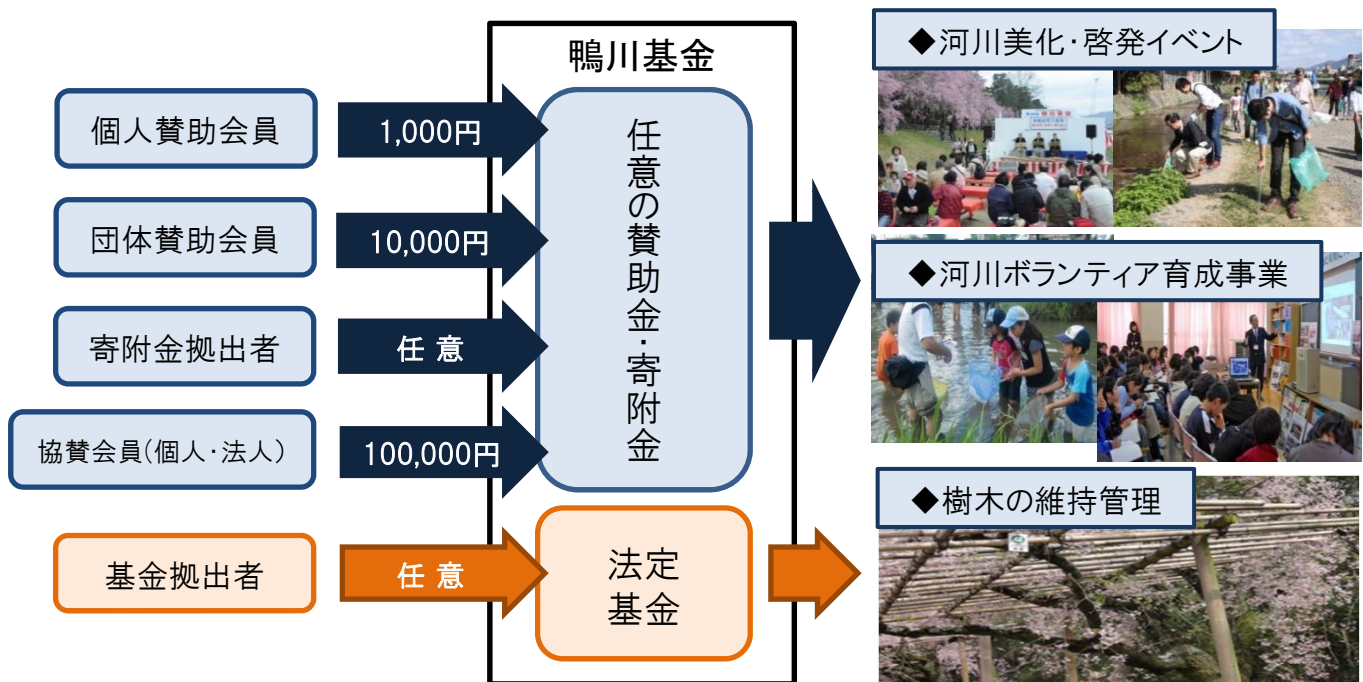 鴨川基金
個人賛助会員
1,000円
団体賛助会員
10,000円
寄附金拠出者
任 意
協賛会員(個人・法人)
100,000円
任意の賛助金・寄附金
基金拠出者
任 意
法定
基金
◆河川美化・啓発イベント
◆河川ボランティア育成事業
◆樹木の維持管理